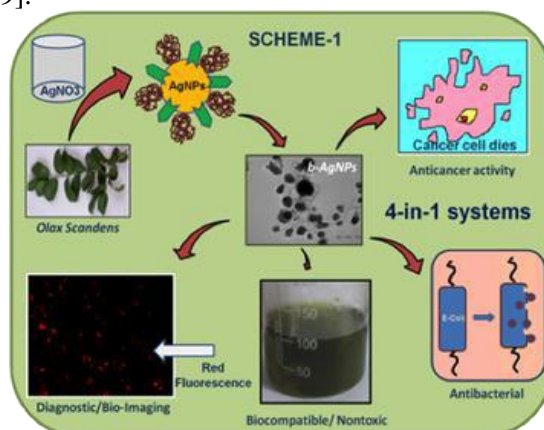 9].
SCHEME-1
AgNO3
AgNPs
Cancer cell dies
Anticancer activity
b-AgNPs
Olax Scandens
4-in-1 systems
150
100
50
E-Coli
Red
Fluorescence
Diagnostic/Bio-Imaging
Biocompatible/ Nontoxic
Antibacterial